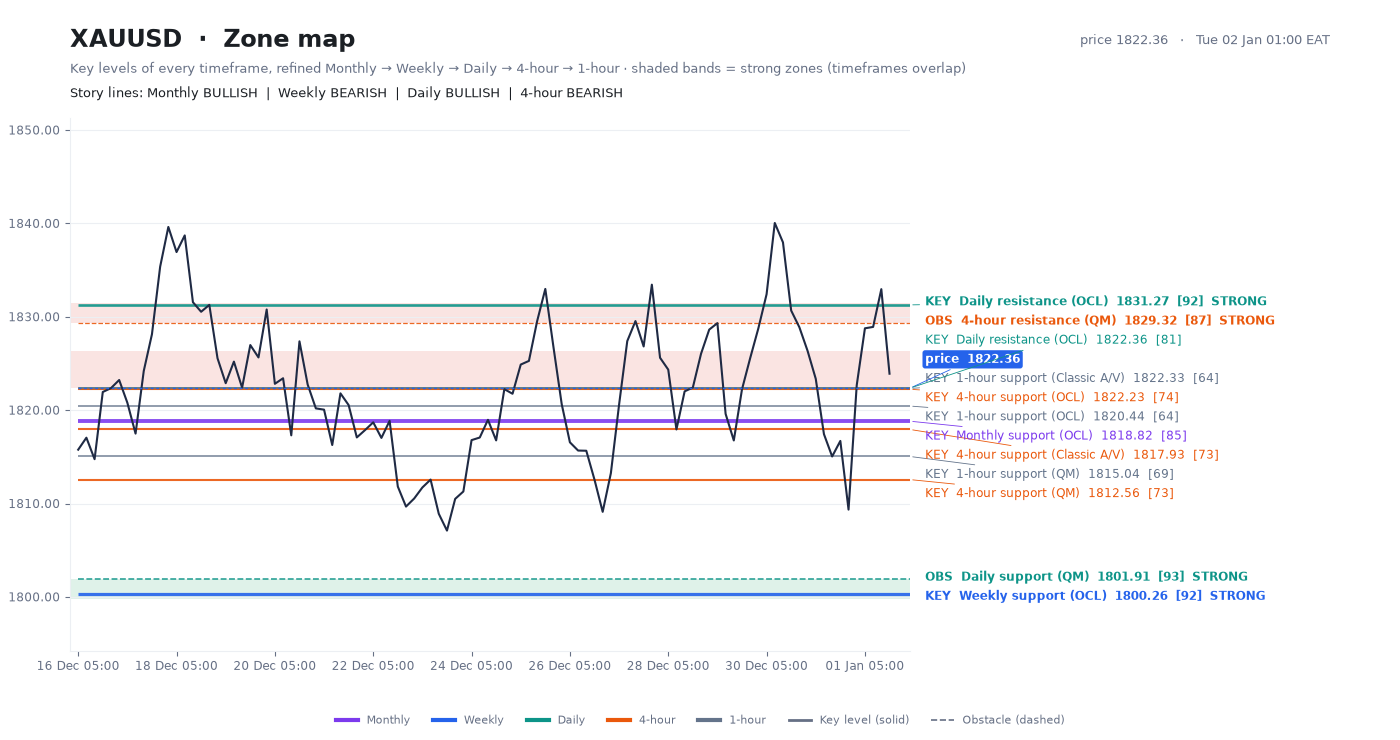 XAUUSD · Zone map
price 1822.36 · Tue 02 Jan 01:00 EAT
Key levels of every timeframe, refined Monthly → Weekly → Daily → 4-hour → 1-hour · shaded bands = strong zones (timeframes overlap)
Story lines: Monthly BULLISH | Weekly BEARISH | Daily BULLISH | 4-hour BEARISH
1850.00
1840.00
1830.00
1820.00
1810.00
1800.00
KEY Daily resistance (OCL) 1831.27 [92] STRONG
OBS 4-hour resistance (QM) 1829.32 [87] STRONG
KEY Daily resistance (OCL) 1822.36 [81]
price 1822.36
KEY 1-hour support (Classic A/V) 1822.33 [64]
KEY 4-hour support (OCL) 1822.23 [74]
KEY 1-hour support (OCL) 1820.44 [64]
KEY Monthly support (OCL) 1818.82 [85]
KEY 4-hour support (Classic A/V) 1817.93 [73]
KEY 1-hour support (QM) 1815.04 [69]
KEY 4-hour support (QM) 1812.56 [73]
OBS Daily support (QM) 1801.91 [93] STRONG
KEY Weekly support (OCL) 1800.26 [92] STRONG
16 Dec 05:00 18 Dec 05:00 20 Dec 05:00 22 Dec 05:00 24 Dec 05:00 26 Dec 05:00 28 Dec 05:00 30 Dec 05:00 01 Jan 05:00
Monthly Weekly Daily 4-hour 1-hour Key level (solid) Obstacle (dashed)